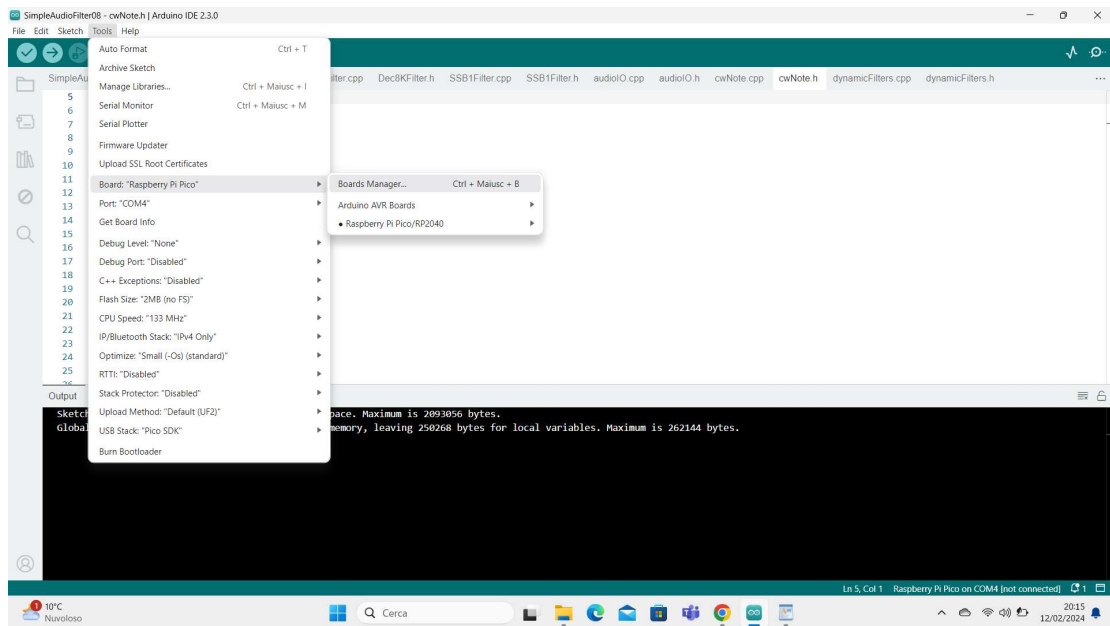 SimpleAudioFilter08 - cwNote.h | Arduino IDE 2.3.0
File Edit Sketch Tools Help
SimpleAu
ilter.cpp Dec8KFilter.h SSB1Filter.cpp SSB1Filter.h audioIO.cpp audioIO.h cwNote.cpp cwNote.h dynamicFilters.cpp dynamicFilters.h ...
5
6
7
8
9
10
11
12
13
14
15
16
17
18
19
20
21
22
23
24
25
26
Auto Format Ctrl + T
Archive Sketch
Manage Libraries... Ctrl + Maiusc + I
Serial Monitor Ctrl + Maiusc + M
Serial Plotter
Firmware Updater
Upload SSL Root Certificates
Board: "Raspberry Pi Pico"
Port: "COM4"
Get Board Info
Debug Level: "None"
Debug Port: "Disabled"
C++ Exceptions: "Disabled"
Flash Size: "2MB (no FS)"
CPU Speed: "133 MHz"
IP/Bluetooth Stack: "IPv4 Only"
Optimize: "Small (-Os) (standard)"
RTTI: "Disabled"
Stack Protector: "Disabled"
Upload Method: "Default (UF2)"
USB Stack: "Pico SDK"
Burn Bootloader
Boards Manager... Ctrl + Maiusc + B
Arduino AVR Boards
• Raspberry Pi Pico/RP2040
Output
Sketch pace. Maximum is 2093056 bytes.
Global memory, leaving 250268 bytes for local variables. Maximum is 262144 bytes.
Ln 5, Col 1 Raspberry Pi Pico on COM4 [not connected] 1
1
10°C
Nuvoloso
Cerca
20:15
12/02/2024